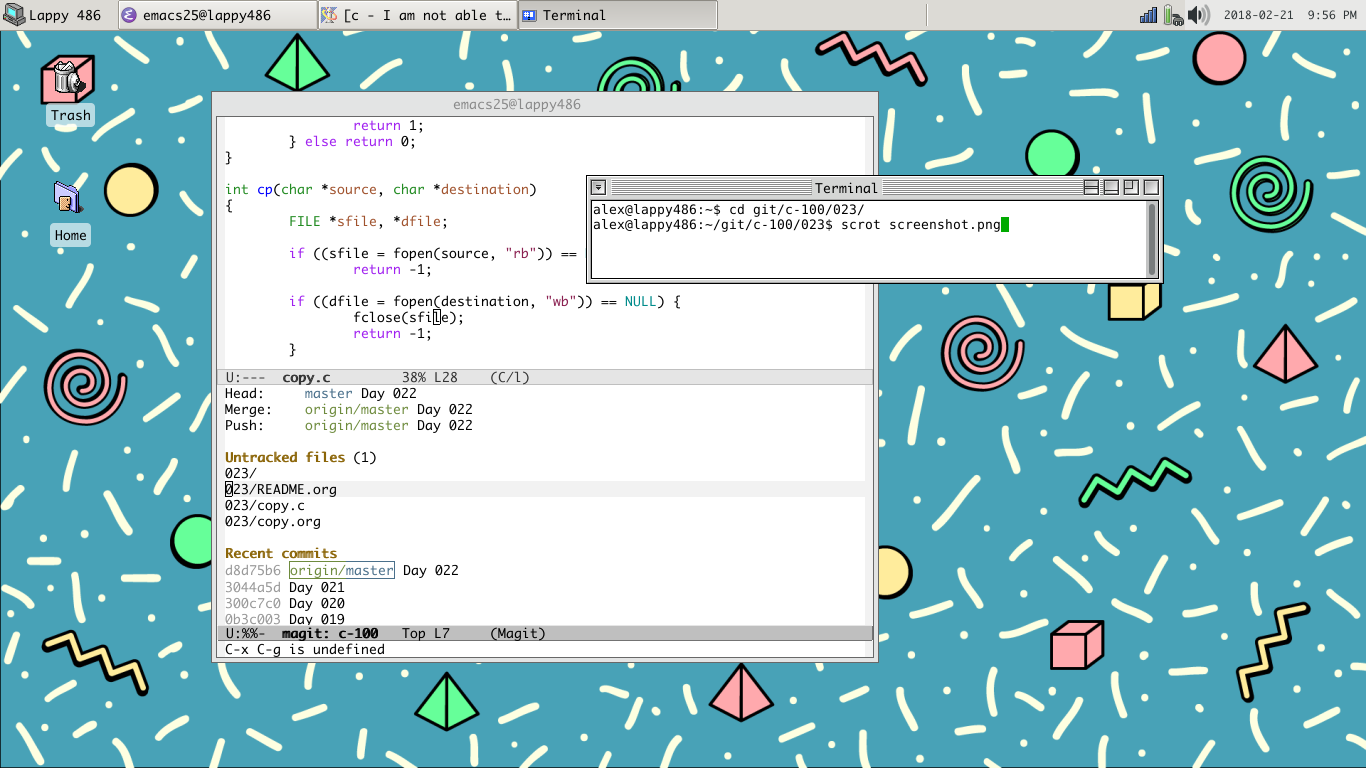 Lappy 486
emacs25@lappy486
[c - I am not able t...
Terminal
2018-02-21 9:56 PM
Trash
Home
emacs25@lappy486
return 1;
} else return 0;
}
int cp(char *source, char *destination)
{
FILE *sfile, *dfile;
if ((sfile = fopen(source, "rb")) ==
return -1;
if ((dfile = fopen(destination, "wb")) == NULL) {
fclose(sfile);
return -1;
}
U:--- copy.c 38% L28 (C/l)
Head: master Day 022
Merge: origin/master Day 022
Push: origin/master Day 022
Untracked files (1)
023/
023/README.org
023/copy.c
023/copy.org
Recent commits
d8d75b6 origin/master Day 022
3044a5d Day 021
300c7c0 Day 020
0b3c003 Day 019
U:%%- magit: c-100 Top L7 (Magit)
C-x C-g is undefined
Terminal
alex@lappy486:~$ cd git/c-100/023/
alex@lappy486:~/git/c-100/023$ scrot screenshot.png